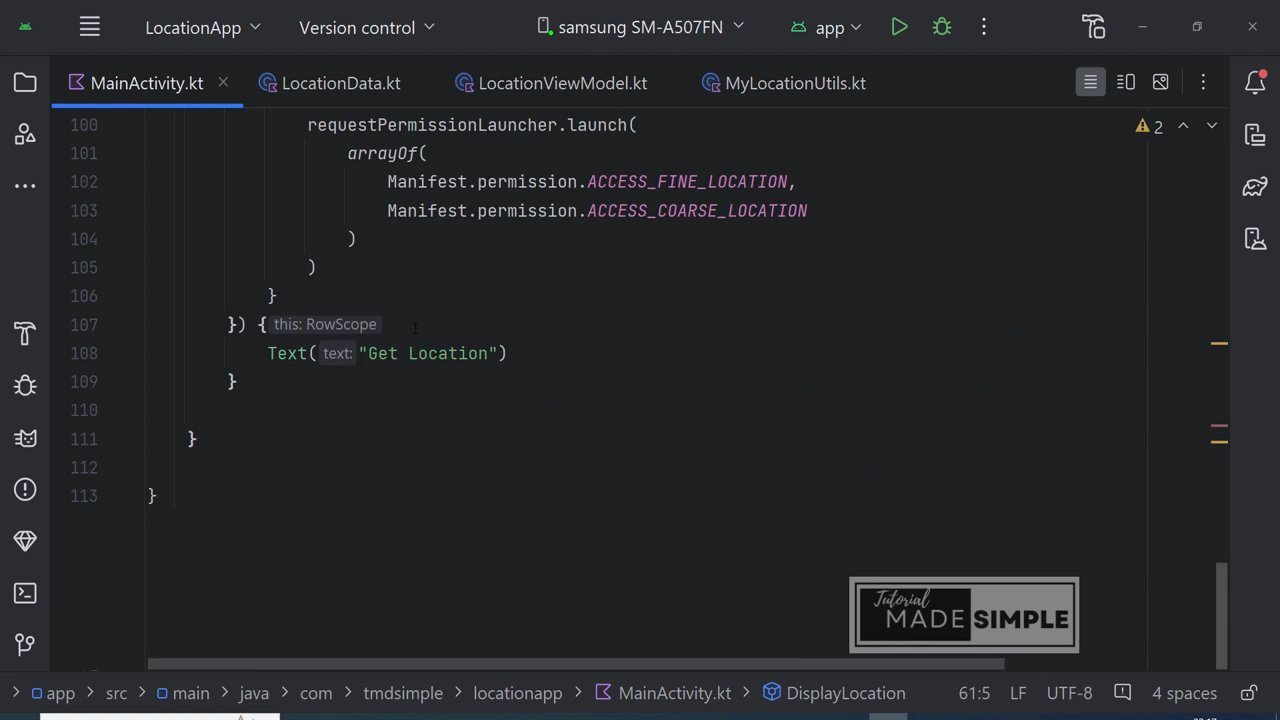 LocationApp Version control samsung SM-A507FN app
MainActivity.kt LocationData.kt LocationViewModel.kt MyLocationUtils.kt
100 requestPermissionLauncher.launch( 2
101 arrayOf(
102 Manifest.permission.ACCESS_FINE_LOCATION,
103 Manifest.permission.ACCESS_COARSE_LOCATION
104 )
105 )
106 }
107 }) { this: RowScope
108 Text( text: "Get Location")
109 }
110
111 }
112
113 }
Tutorial
MADE SIMPLE
app > src > main > java > com > tmdsimple > locationapp > MainActivity.kt > DisplayLocation 61:5 LF UTF-8 4 spaces